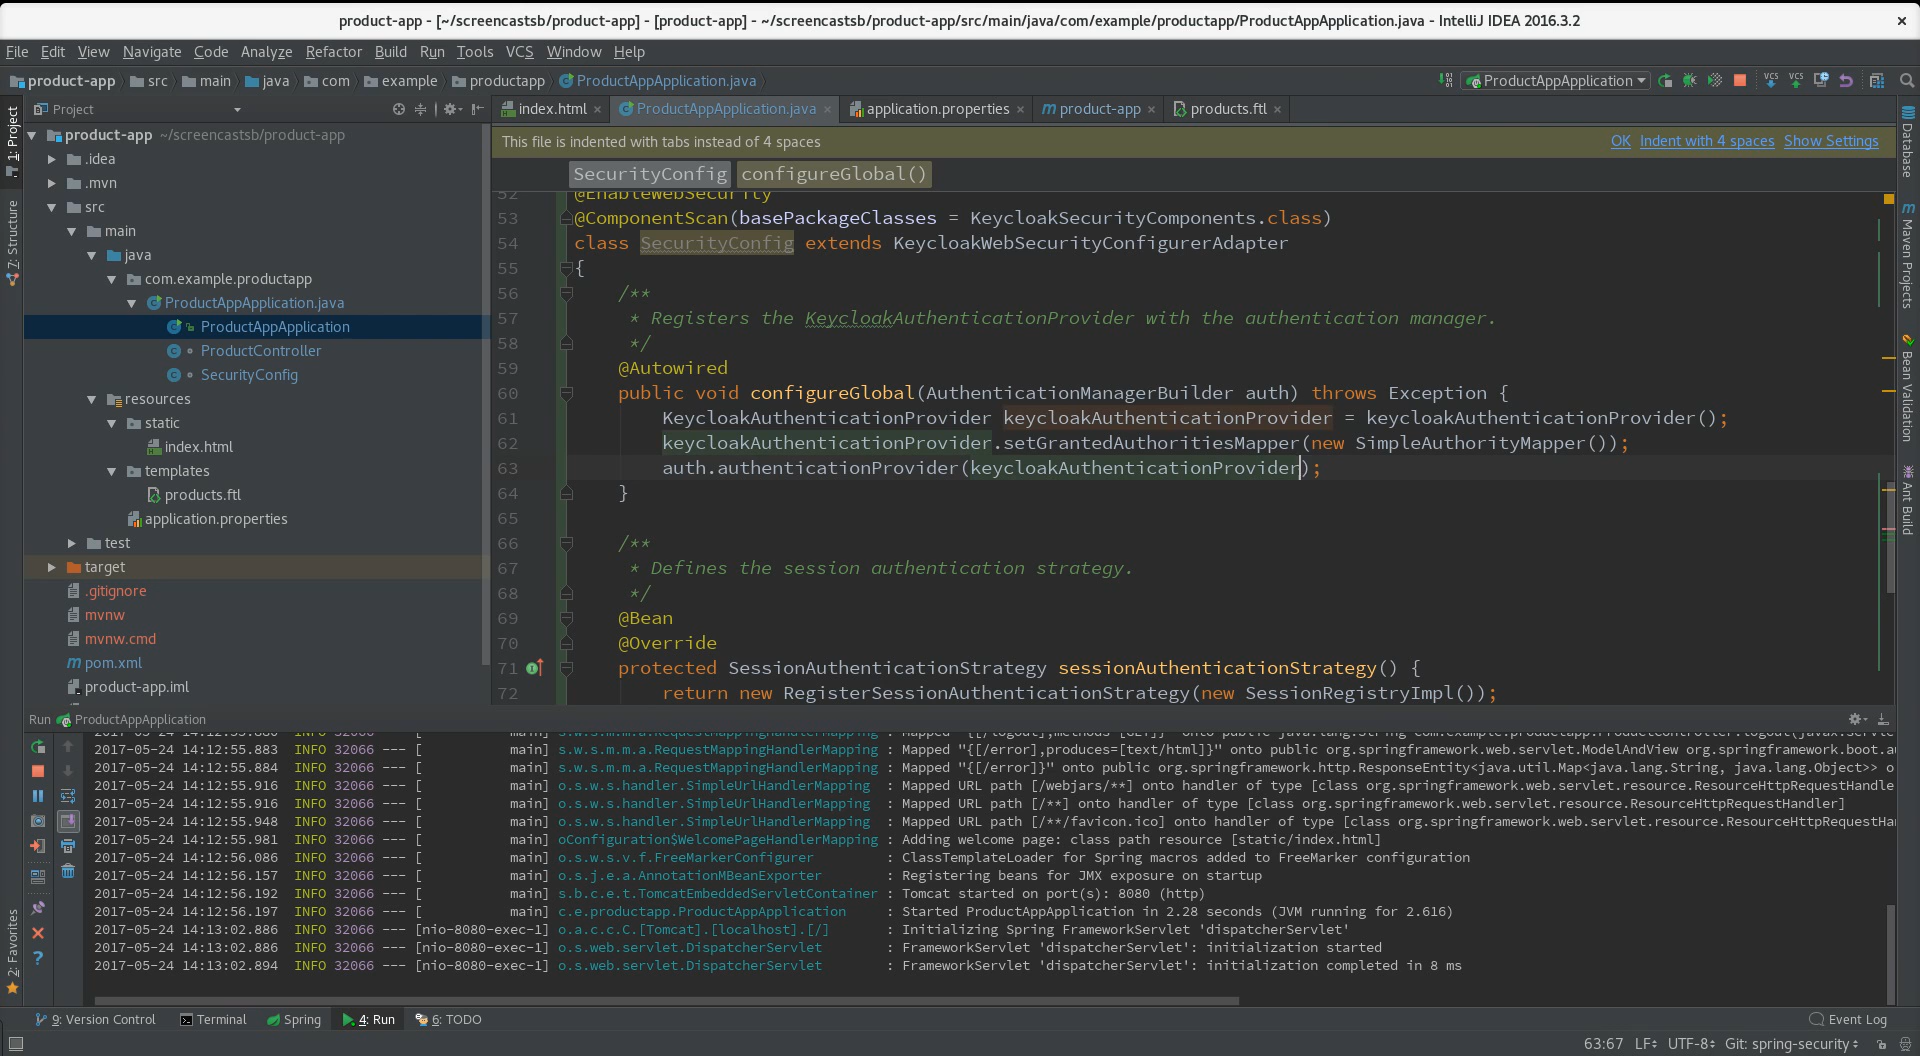 product-app - [~/screencastsb/product-app] - [product-app] - ~/screencastsb/product-app/src/main/java/com/example/productapp/ProductAppApplication.java - IntelliJ IDEA 2016.3.2
File Edit View Navigate Code Analyze Refactor Build Run Tools VCS Window Help
product-app src main java com example productapp ProductAppApplication.java ProductAppApplication
1: Project
7: Structure
2: Favorites
Project
product-app ~/screencastsb/product-app
.idea
.mvn
src
main
java
com.example.productapp
ProductAppApplication.java
ProductAppApplication
ProductController
SecurityConfig
resources
static
index.html
templates
products.ftl
application.properties
test
target
.gitignore
mvnw
mvnw.cmd
pom.xml
product-app.iml
index.html ProductAppApplication.java application.properties product-app products.ftl
This file is indented with tabs instead of 4 spaces OK Indent with 4 spaces Show Settings
SecurityConfig configureGlobal()
52 @EnableWebSecurity
53 @ComponentScan(basePackageClasses = KeycloakSecurityComponents.class)
54 class SecurityConfig extends KeycloakWebSecurityConfigurerAdapter
55 {
56 /**
57 * Registers the KeycloakAuthenticationProvider with the authentication manager.
58 */
59 @Autowired
60 public void configureGlobal(AuthenticationManagerBuilder auth) throws Exception {
61 KeycloakAuthenticationProvider keycloakAuthenticationProvider = keycloakAuthenticationProvider();
62 keycloakAuthenticationProvider.setGrantedAuthoritiesMapper(new SimpleAuthorityMapper());
63 auth.authenticationProvider(keycloakAuthenticationProvider);
64 }
65
66 /**
67 * Defines the session authentication strategy.
68 */
69 @Bean
70 @Override
71 protected SessionAuthenticationStrategy sessionAuthenticationStrategy() {
72 return new RegisterSessionAuthenticationStrategy(new SessionRegistryImpl());
Database
Maven Projects
Bean Validation
Ant Build
Run ProductAppApplication
2017-05-24 14:12:55.883 INFO 32066 --- [ main] s.w.s.m.m.a.RequestMappingHandlerMapping : Mapped "{[/error],produces=[text/html]}" onto public org.springframework.web.servlet.ModelAndView org.springframework.boot.au
2017-05-24 14:12:55.884 INFO 32066 --- [ main] s.w.s.m.m.a.RequestMappingHandlerMapping : Mapped "{[/error]}" onto public org.springframework.http.ResponseEntity<java.util.Map<java.lang.String, java.lang.Object>> o
2017-05-24 14:12:55.916 INFO 32066 --- [ main] o.s.w.s.handler.SimpleUrlHandlerMapping : Mapped URL path [/webjars/**] onto handler of type [class org.springframework.web.servlet.resource.ResourceHttpRequestHandle
2017-05-24 14:12:55.916 INFO 32066 --- [ main] o.s.w.s.handler.SimpleUrlHandlerMapping : Mapped URL path [/**] onto handler of type [class org.springframework.web.servlet.resource.ResourceHttpRequestHandler]
2017-05-24 14:12:55.948 INFO 32066 --- [ main] o.s.w.s.handler.SimpleUrlHandlerMapping : Mapped URL path [/**/favicon.ico] onto handler of type [class org.springframework.web.servlet.resource.ResourceHttpRequestHa
2017-05-24 14:12:55.981 INFO 32066 --- [ main] oConfiguration$WelcomePageHandlerMapping : Adding welcome page: class path resource [static/index.html]
2017-05-24 14:12:56.086 INFO 32066 --- [ main] o.s.w.s.v.f.FreeMarkerConfigurer : ClassTemplateLoader for Spring macros added to FreeMarker configuration
2017-05-24 14:12:56.157 INFO 32066 --- [ main] o.s.j.e.a.AnnotationMBeanExporter : Registering beans for JMX exposure on startup
2017-05-24 14:12:56.192 INFO 32066 --- [ main] s.b.c.e.t.TomcatEmbeddedServletContainer : Tomcat started on port(s): 8080 (http)
2017-05-24 14:12:56.197 INFO 32066 --- [ main] c.e.productapp.ProductAppApplication : Started ProductAppApplication in 2.28 seconds (JVM running for 2.616)
2017-05-24 14:13:02.886 INFO 32066 --- [nio-8080-exec-1] o.a.c.c.C.[Tomcat].[localhost].[/] : Initializing Spring FrameworkServlet 'dispatcherServlet'
2017-05-24 14:13:02.886 INFO 32066 --- [nio-8080-exec-1] o.s.web.servlet.DispatcherServlet : FrameworkServlet 'dispatcherServlet': initialization started
2017-05-24 14:13:02.894 INFO 32066 --- [nio-8080-exec-1] o.s.web.servlet.DispatcherServlet : FrameworkServlet 'dispatcherServlet': initialization completed in 8 ms
9: Version Control Terminal Spring 4: Run 6: TODO Event Log
63:67 LF UTF-8 Git: spring-security